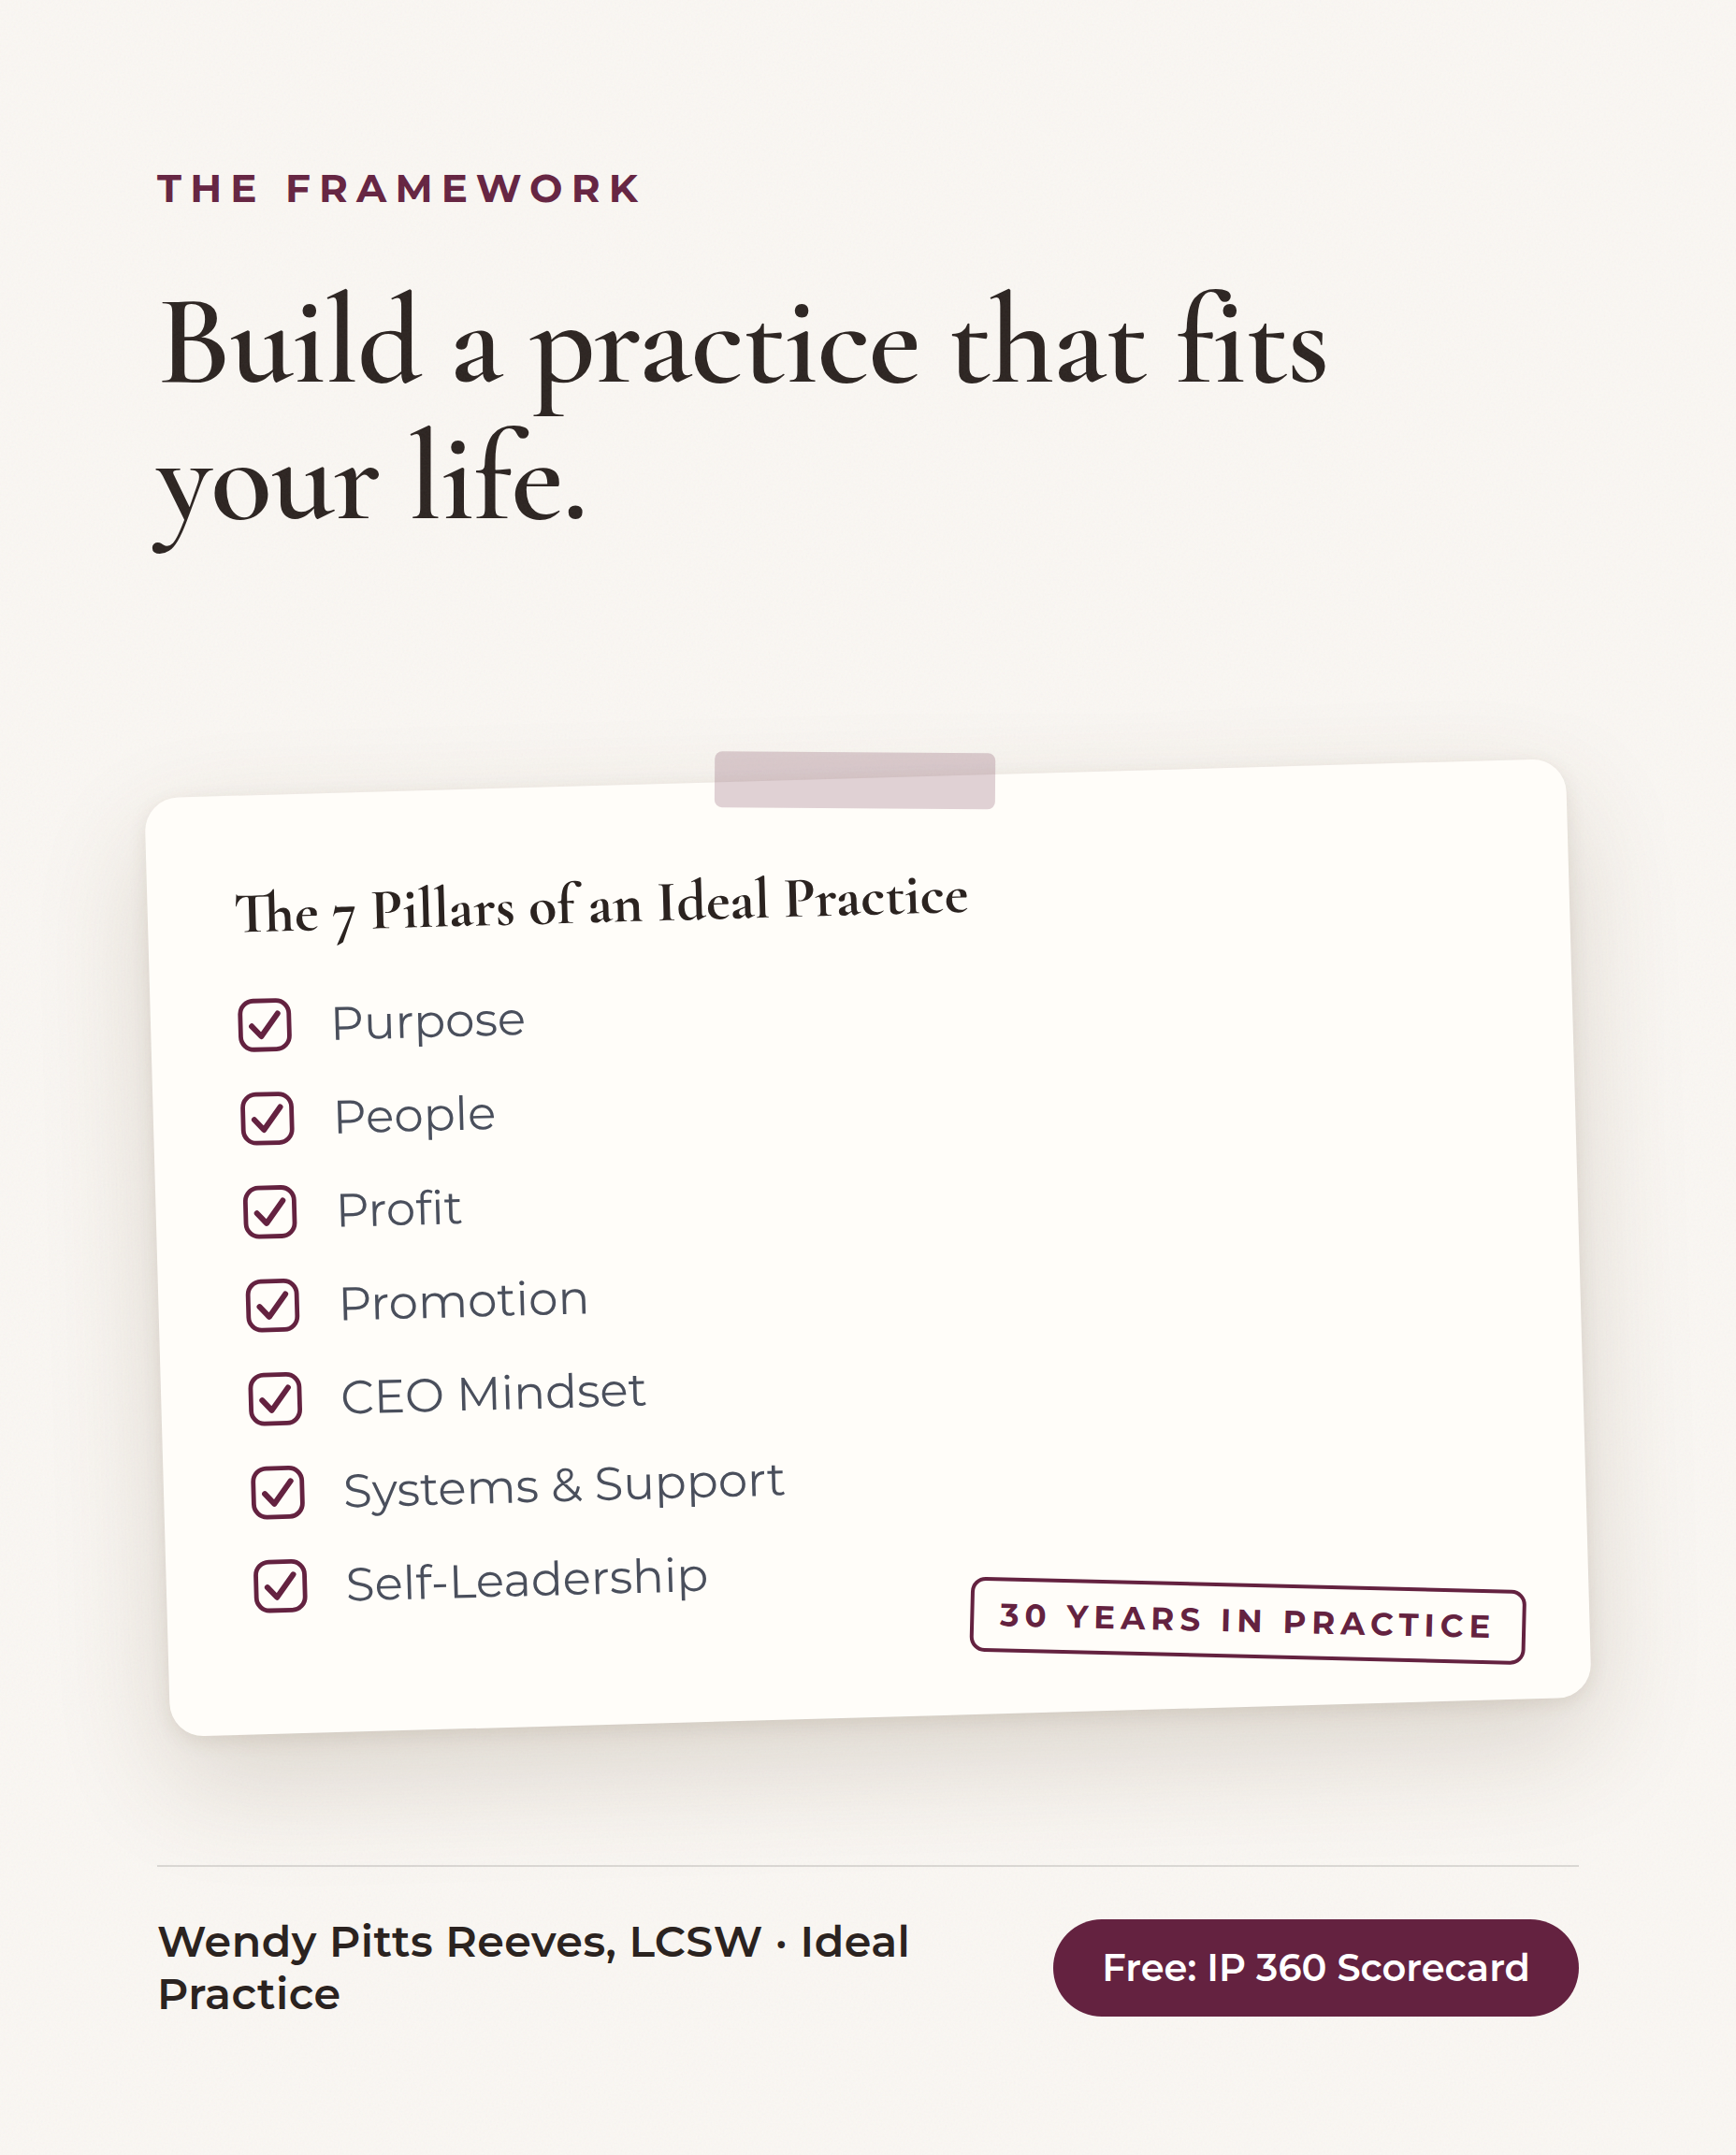 THE FRAMEWORK
Build a practice that fits
your life.
The 7 Pillars of an Ideal Practice
Purpose
People
Profit
Promotion
CEO Mindset
Systems & Support
Self-Leadership
30 YEARS IN PRACTICE
Wendy Pitts Reeves, LCSW · Ideal
Practice
Free: IP 360 Scorecard